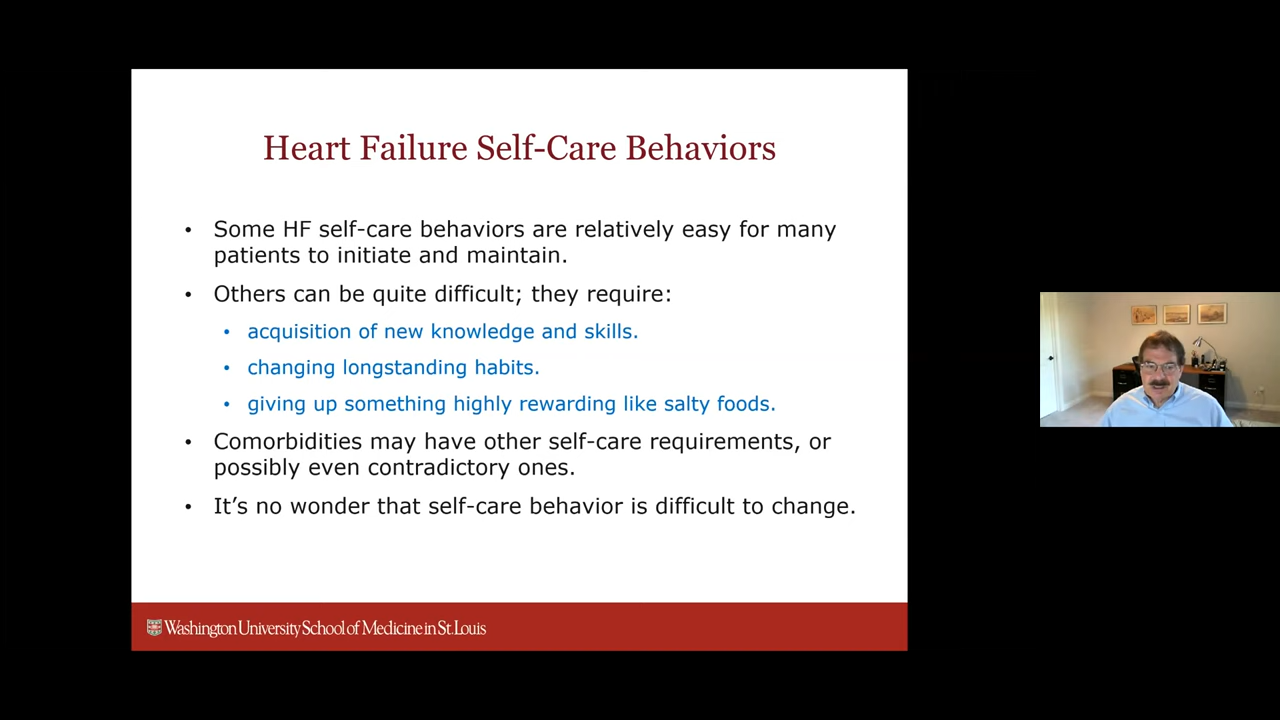 Heart Failure Self-Care Behaviors
• Some HF self-care behaviors are relatively easy for many
patients to initiate and maintain.
• Others can be quite difficult; they require:
• acquisition of new knowledge and skills.
• changing longstanding habits.
• giving up something highly rewarding like salty foods.
• Comorbidities may have other self-care requirements, or
possibly even contradictory ones.
• It’s no wonder that self-care behavior is difficult to change.
Washington University School of Medicine in St. Louis